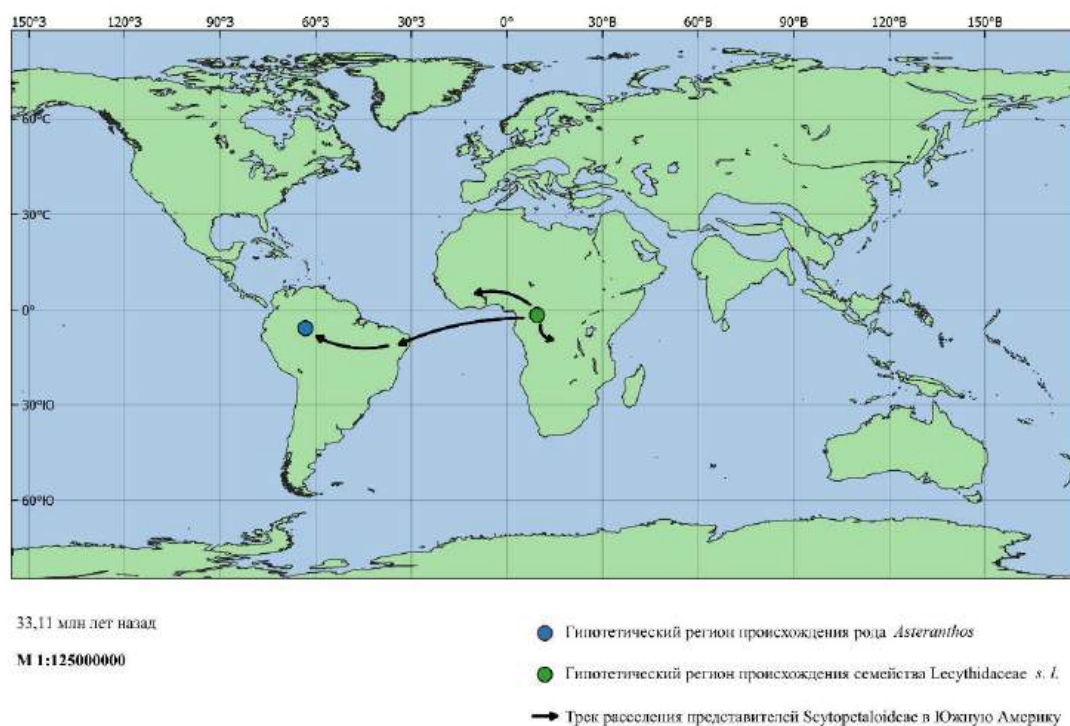 150°З 120°З 90°З 60°З 30°З 0° 30°В 60°В 90°В 120°В 150°В
60°С
30°С
0°
30°Ю
60°Ю
33,11 млн лет назад
М 1:125000000
Гипотетический регион происхождения рода Asteranthos
Гипотетический регион происхождения семейства Lecythidaceae s. l.
Трек расселения представителей Scytopetaloideae в Южную Америку